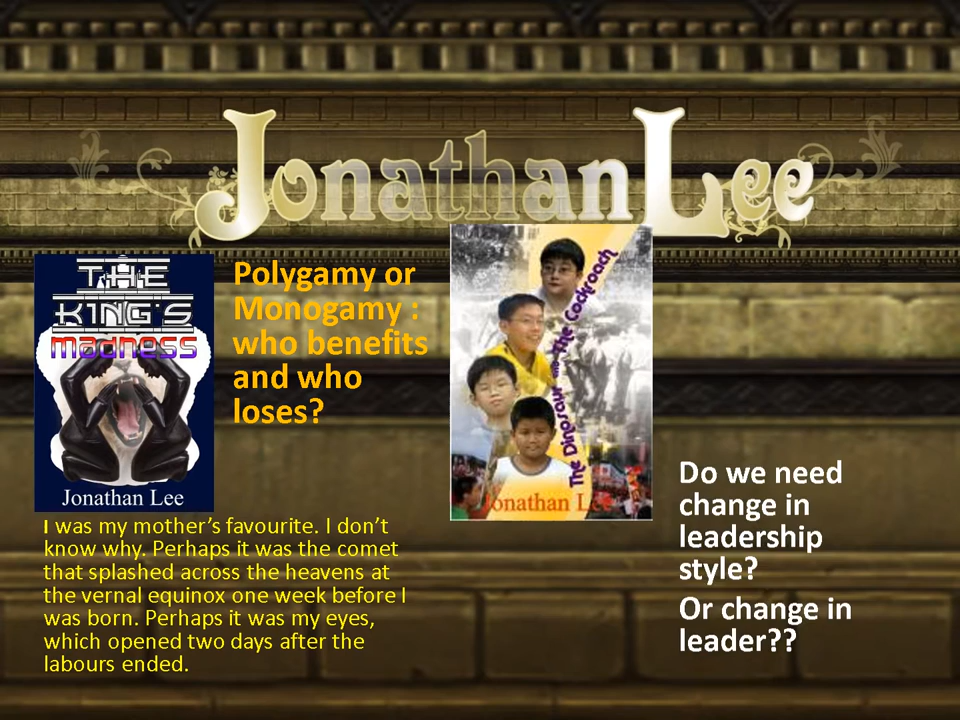 Jonathan Lee
THE
KING'S
madness
Jonathan Lee
Polygamy or
Monogamy :
who benefits
and who
loses?
The Dinosaur and The Cockroach
Jonathan Lee
I was my mother’s favourite. I don’t
know why. Perhaps it was the comet
that splashed across the heavens at
the vernal equinox one week before I
was born. Perhaps it was my eyes,
which opened two days after the
labours ended.
Do we need
change in
leadership
style?
Or change in
leader??